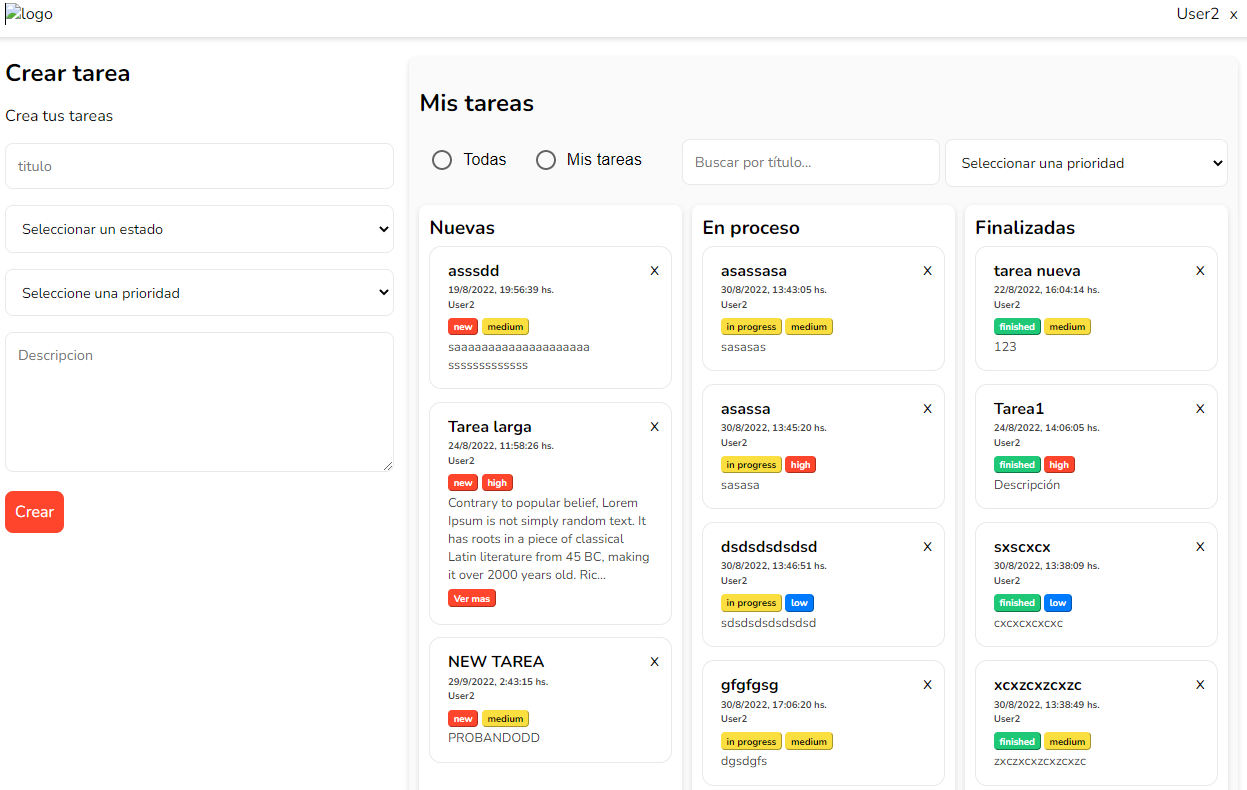 logo
User2 x
Crear tarea
Crea tus tareas
titulo
Seleccionar un estado
Seleccione una prioridad
Descripcion
Crear
Mis tareas
Todas
Mis tareas
Buscar por título...
Seleccionar una prioridad
Nuevas
asssdd X
19/8/2022, 19:56:39 hs.
User2
new medium
saaaaaaaaaaaaaaaaaaaa
sssssssssssss
Tarea larga X
24/8/2022, 11:58:26 hs.
User2
new high
Contrary to popular belief, Lorem
Ipsum is not simply random text. It
has roots in a piece of classical
Latin literature from 45 BC, making
it over 2000 years old. Ric...
Ver mas
NEW TAREA X
29/9/2022, 2:43:15 hs.
User2
new medium
PROBANDODD
En proceso
asassasa X
30/8/2022, 13:43:05 hs.
User2
in progress medium
sasasas
asassa X
30/8/2022, 13:45:20 hs.
User2
in progress high
sasasa
dsdsdsdsdsd X
30/8/2022, 13:46:51 hs.
User2
in progress low
sdsdsdsdsdsdsd
gfgfgsg X
30/8/2022, 17:06:20 hs.
User2
in progress medium
dgsdgfs
Finalizadas
tarea nueva X
22/8/2022, 16:04:14 hs.
User2
finished medium
123
Tarea1 X
24/8/2022, 14:06:05 hs.
User2
finished high
Descripción
sxscxcx X
30/8/2022, 13:38:09 hs.
User2
finished low
cxcxcxcxcxc
xcxzcxzcxzc X
30/8/2022, 13:38:49 hs.
User2
finished medium
zxczxcxzcxzcxzc